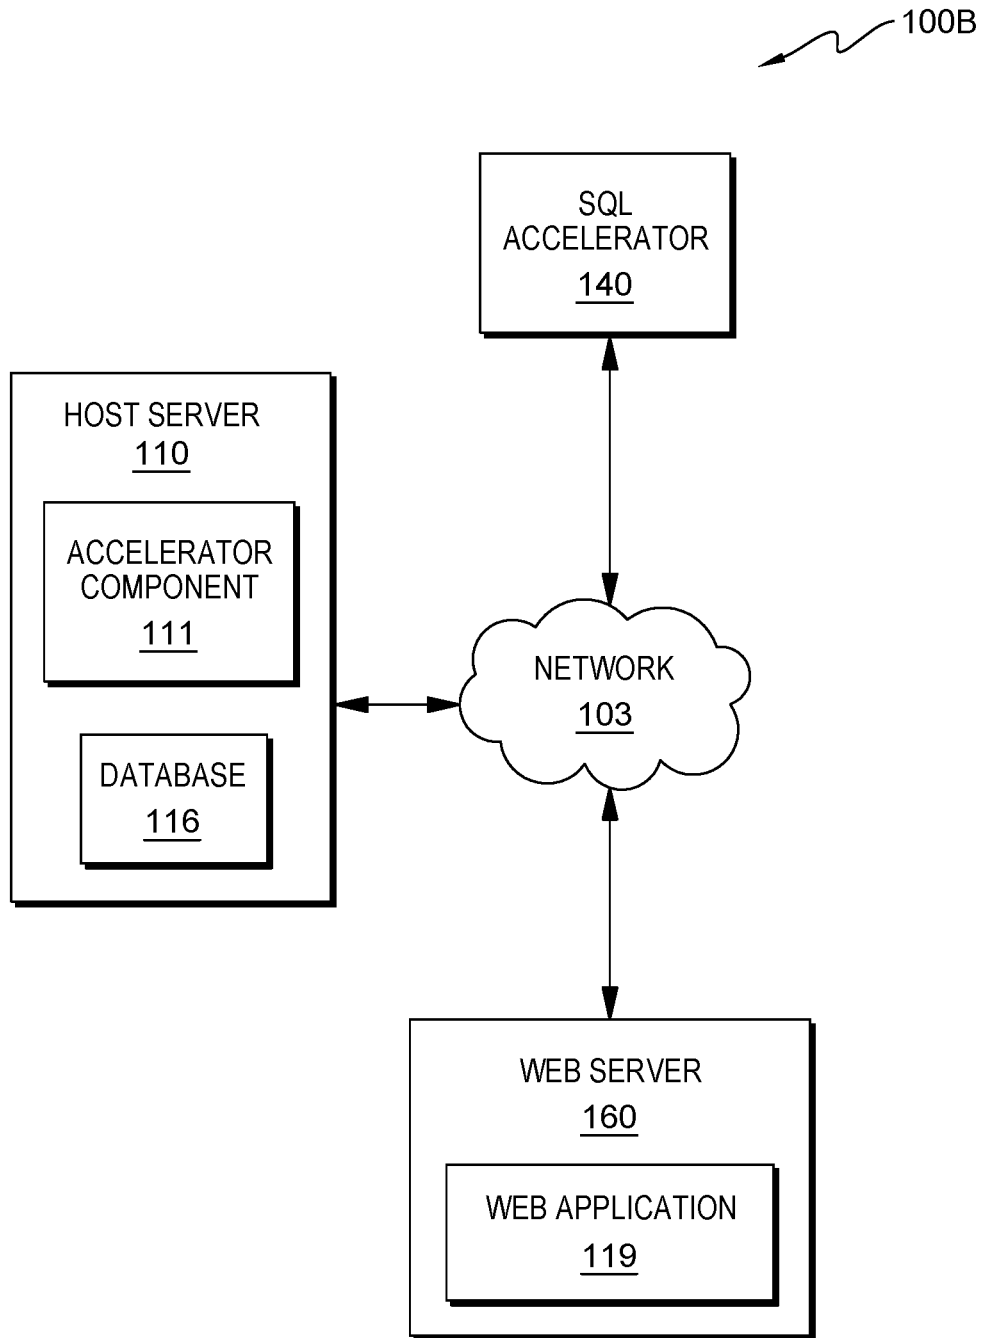 100B
SQL
ACCELERATOR
140
HOST SERVER
110
ACCELERATOR
COMPONENT
111
DATABASE
116
NETWORK
103
WEB SERVER
160
WEB APPLICATION
119